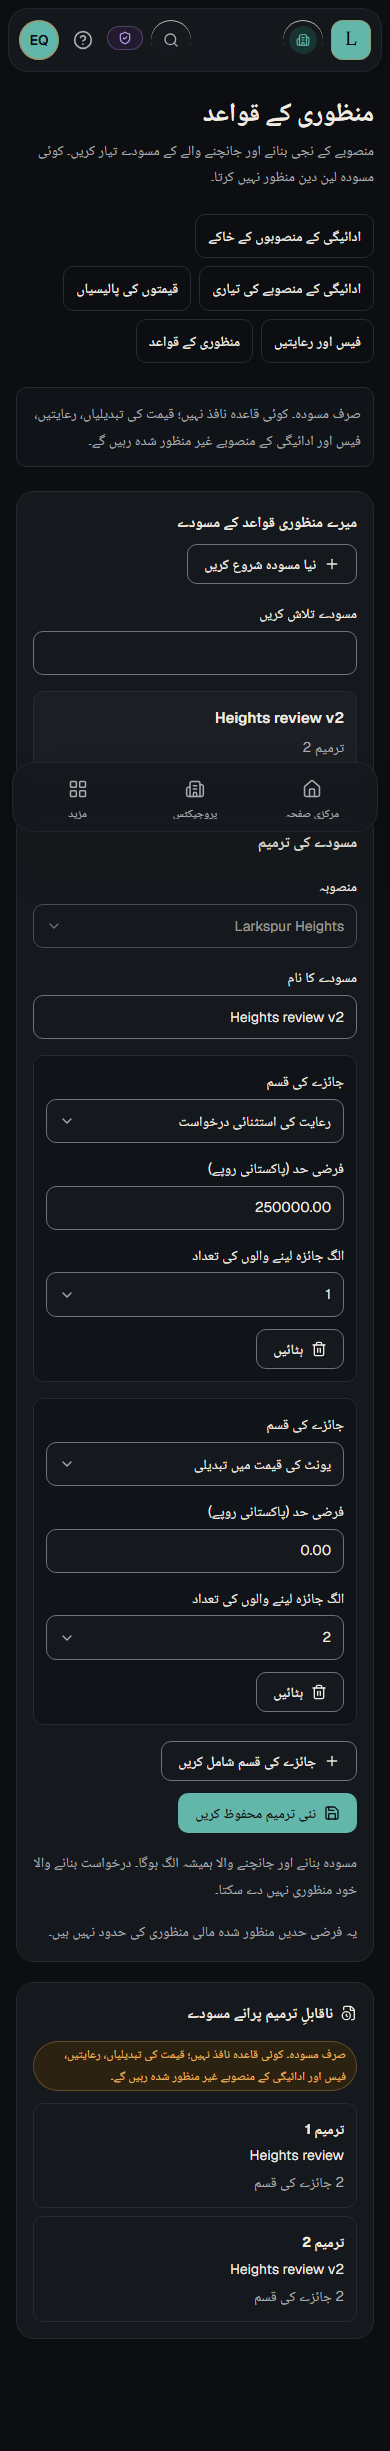 L
EQ
منظوری کے قواعد
منصوبے کے نجی بنانے اور جانچنے والے کے مسودے تیار کریں۔ کوئی
مسودہ لین دین منظور نہیں کرتا۔
ادائیگی کے منصوبوں کے خاکے
ادائیگی کے منصوبے کی تیاری
قیمتوں کی پالیسیاں
فیس اور رعایتیں
منظوری کے قواعد
صرف مسودہ۔ کوئی قاعدہ نافذ نہیں؛ قیمت کی تبدیلیاں، رعایتیں،
فیس اور ادائیگی کے منصوبے غیر منظور شدہ رہیں گے۔
میرے منظوری قواعد کے مسودے
نیا مسودہ شروع کریں
مسودے تلاش کریں
Heights review v2
ترمیم 2
مرکزی صفحہ
پروجیکٹس
مزید
مسودے کی ترمیم
منصوبہ
Larkspur Heights
مسودے کا نام
Heights review v2
جائزے کی قسم
رعایت کی استثنائی درخواست
فرضی حد (پاکستانی روپے)
250000.00
الگ جائزہ لینے والوں کی تعداد
1
ہٹائیں
جائزے کی قسم
یونٹ کی قیمت میں تبدیلی
فرضی حد (پاکستانی روپے)
0.00
الگ جائزہ لینے والوں کی تعداد
2
ہٹائیں
جائزے کی قسم شامل کریں
نئی ترمیم محفوظ کریں
مسودہ بنانے اور جانچنے والا ہمیشہ الگ ہوگا۔ درخواست بنانے والا
خود منظوری نہیں دے سکتا۔
یہ فرضی حدیں منظور شدہ مالی منظوری کی حدود نہیں ہیں۔
ناقابلِ ترمیم پرانے مسودے
صرف مسودہ۔ کوئی قاعدہ نافذ نہیں؛ قیمت کی تبدیلیاں، رعایتیں،
فیس اور ادائیگی کے منصوبے غیر منظور شدہ رہیں گے۔
ترمیم 1
Heights review
2 جائزے کی قسم
ترمیم 2
Heights review v2
2 جائزے کی قسم